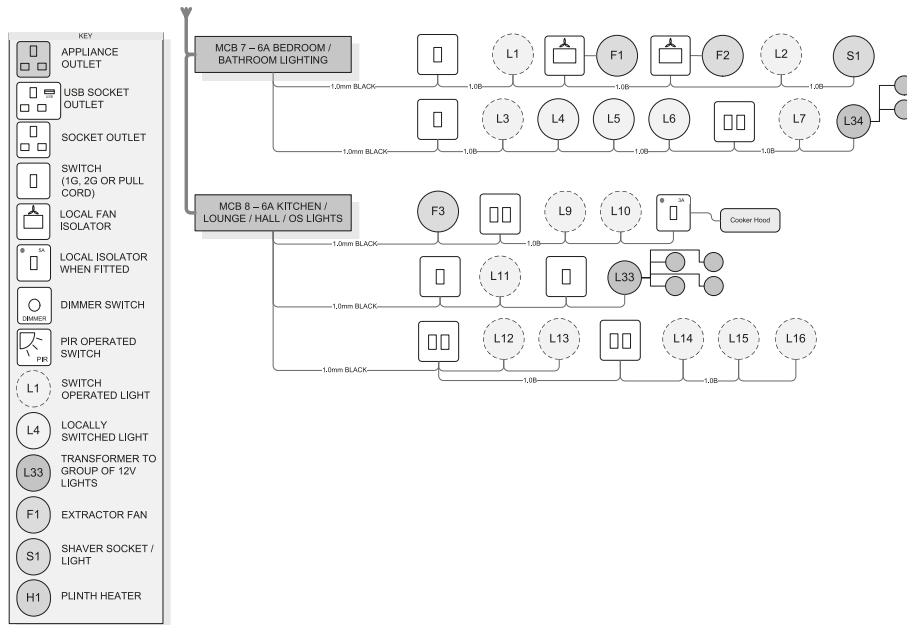 KEY
APPLIANCE
OUTLET
USB SOCKET
OUTLET
SOCKET OUTLET
SWITCH
(1G, 2G OR PULL
CORD)
LOCAL FAN
ISOLATOR
5A
LOCAL ISOLATOR
WHEN FITTED
DIMMER
DIMMER SWITCH
PIR
PIR OPERATED
SWITCH
L1
SWITCH
OPERATED LIGHT
L4
LOCALLY
SWITCHED LIGHT
L33
TRANSFORMER TO
GROUP OF 12V
LIGHTS
F1
EXTRACTOR FAN
S1
SHAVER SOCKET /
LIGHT
H1
PLINTH HEATER
MCB 7 – 6A BEDROOM /
BATHROOM LIGHTING
L1 F1 F2 L2 S1
1.0mm BLACK 1.0B 1.0B 1.0B
L3 L4 L5 L6 L7 L34
1.0mm BLACK 1.0B 1.0B 1.0B
MCB 8 – 6A KITCHEN /
LOUNGE / HALL / OS LIGHTS
F3 L9 L10 3A Cooker Hood
1.0mm BLACK 1.0B
L11 L33
1.0mm BLACK
L12 L13 L14 L15 L16
1.0mm BLACK
1.0B 1.0B